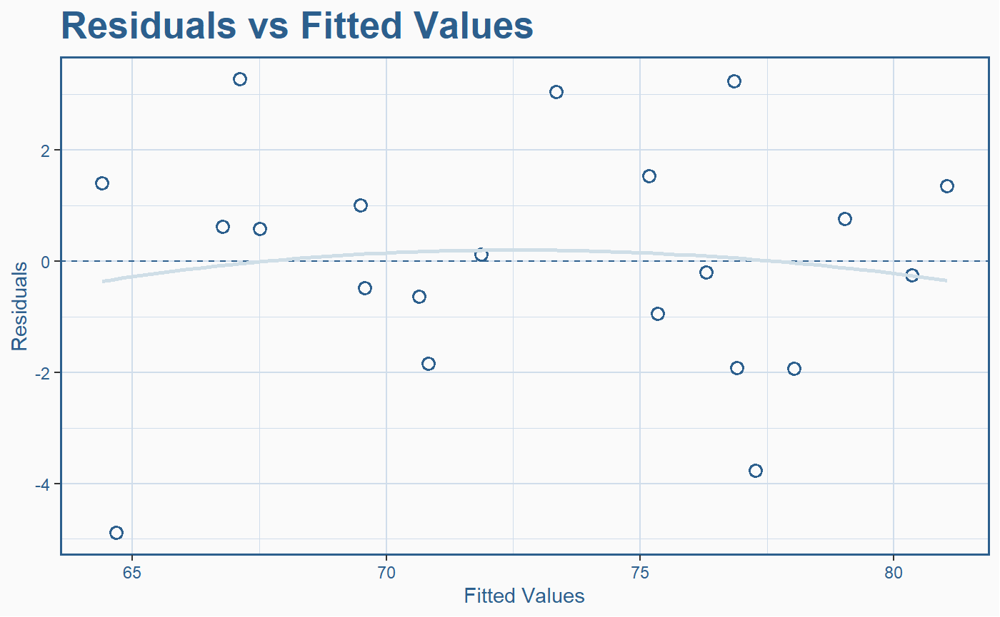 Residuals vs Fitted Values
2
0
-2
-4
Residuals
65 70 75 80
Fitted Values